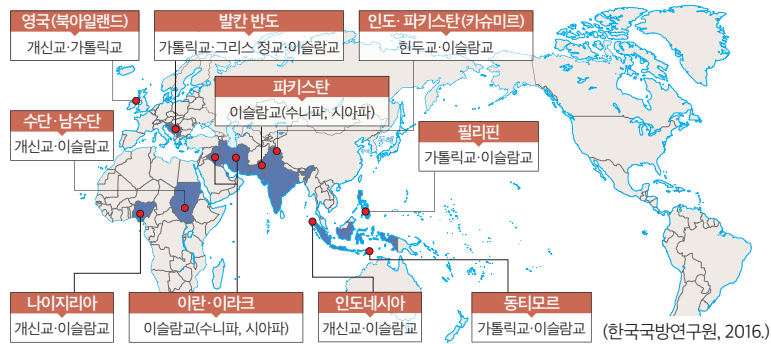 영국(북아일랜드)
개신교·가톨릭교
발칸 반도
가톨릭교·그리스 정교·이슬람교
인도·파키스탄(카슈미르)
힌두교·이슬람교
파키스탄
이슬람교(수니파, 시아파)
수단·남수단
개신교·이슬람교
필리핀
가톨릭교·이슬람교
나이지리아
개신교·이슬람교
이란·이라크
이슬람교(수니파, 시아파)
인도네시아
개신교·이슬람교
동티모르
가톨릭교·이슬람교
(한국국방연구원, 2016.)